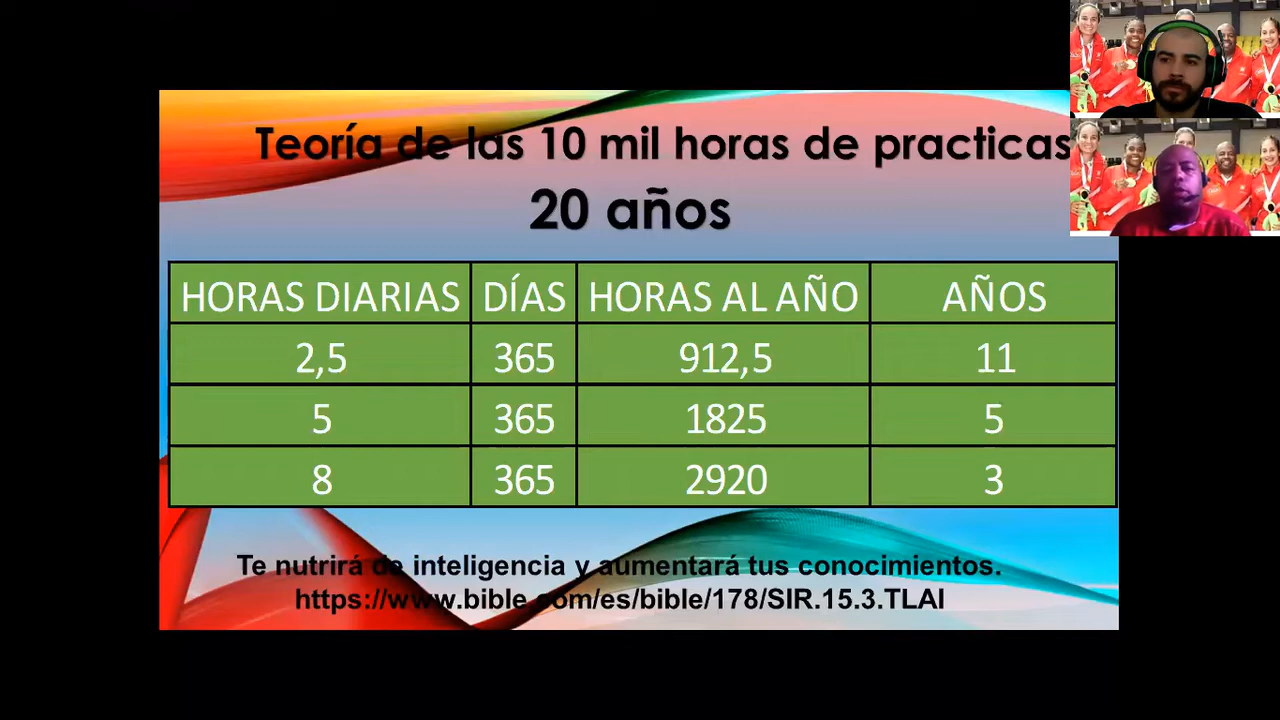 Teoría de las 10 mil horas de practicas
20 años
HORAS DIARIAS DÍAS HORAS AL AÑO AÑOS
2,5 365 912,5 11
5 365 1825 5
8 365 2920 3
Te nutrirá de inteligencia y aumentará tus conocimientos.
https://www.bible.com/es/bible/178/SIR.15.3.TLAI